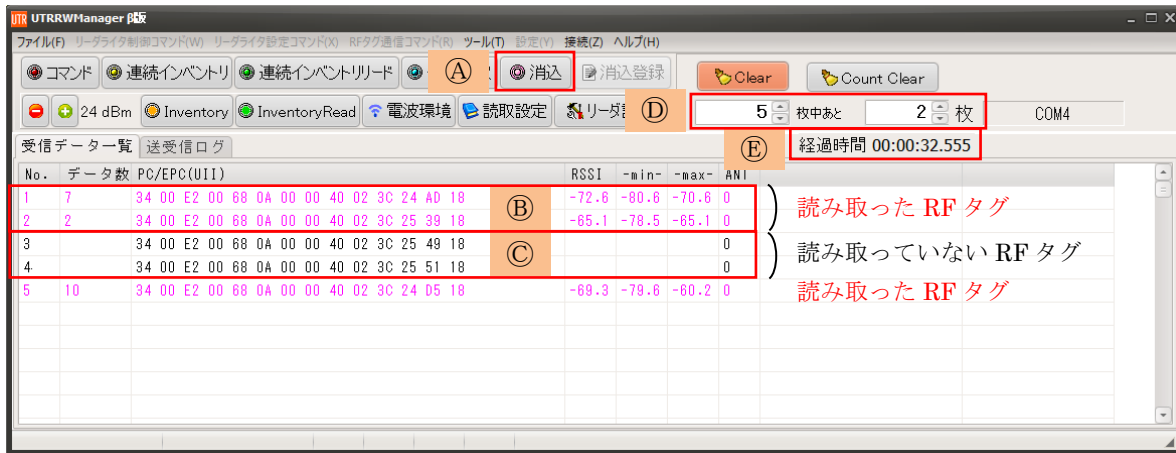 UTR UTRRWManager β版
ファイル(F) リーダライタ制御コマンド(W) リーダライタ設定コマンド(X) RFタグ通信コマンド(R) ツール(T) 設定(Y) 接続(Z) ヘルプ(H)
コマンド 連続インベントリ 連続インベントリリード Ⓐ 消込 消込登録 Clear Count Clear
24 dBm Inventory InventoryRead 電波環境 読取設定 リーダ Ⓓ 5 枚中あと 2 枚 COM4
受信データ一覧 送受信ログ Ⓔ 経過時間 00:00:32.555
No. データ数 PC/EPC(UII) RSSI -min- -max- ANT
1 7 34 00 E2 00 68 0A 00 00 40 02 3C 24 AD 18 Ⓑ -72.6 -80.6 -70.6 0 読み取った RF タグ
2 2 34 00 E2 00 68 0A 00 00 40 02 3C 25 39 18 -65.1 -78.5 -65.1 0
3 34 00 E2 00 68 0A 00 00 40 02 3C 25 49 18 Ⓒ 0 読み取っていない RF タグ
4 34 00 E2 00 68 0A 00 00 40 02 3C 25 51 18 0
5 10 34 00 E2 00 68 0A 00 00 40 02 3C 24 D5 18 -69.3 -79.6 -60.2 0 読み取った RF タグ